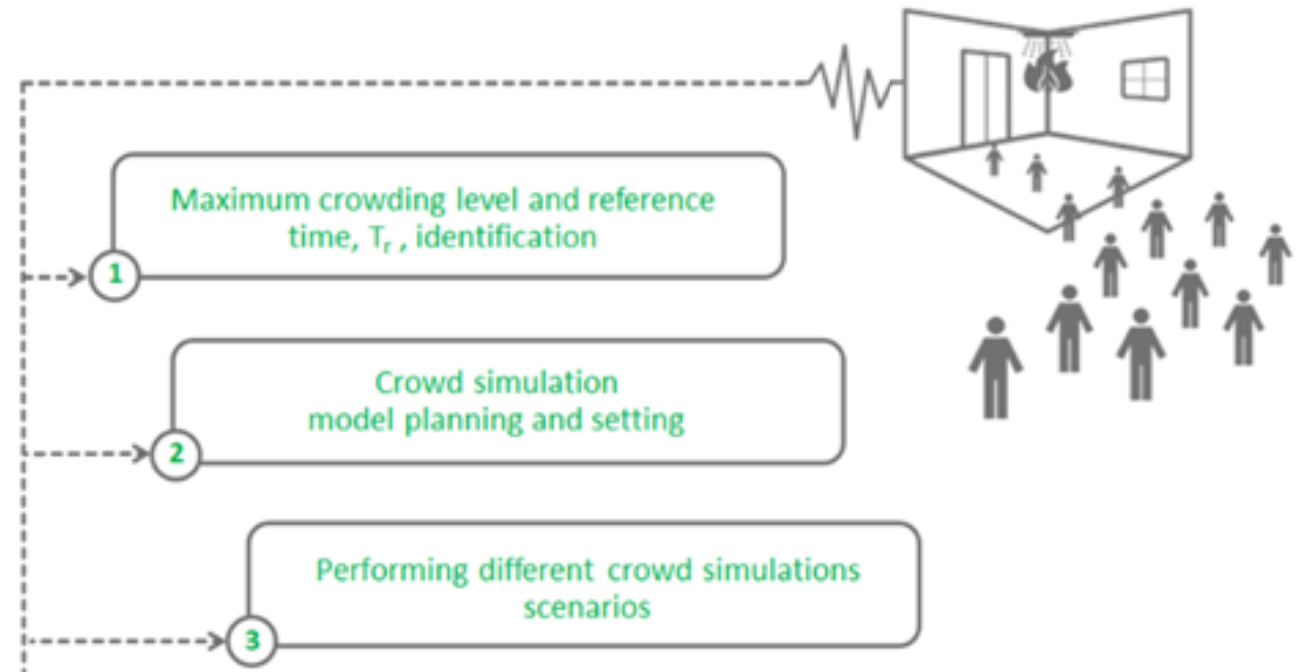 Maximum crowding level and reference
time, Tr , identification
1
Crowd simulation
model planning and setting
2
Performing different crowd simulations
scenarios
3